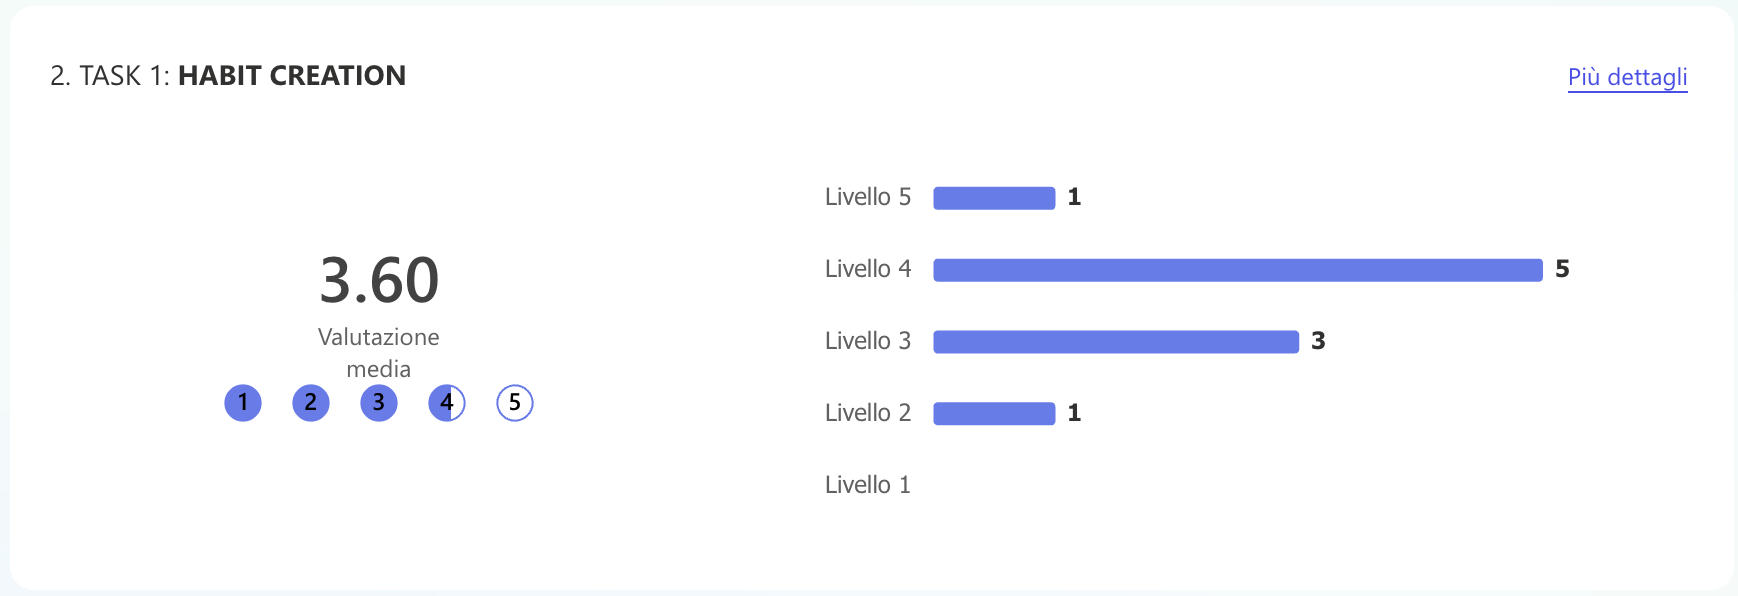 2. TASK 1: HABIT CREATION
Più dettagli
3.60
Valutazione
media
1 2 3 4 5
Livello 5 1
Livello 4 5
Livello 3 3
Livello 2 1
Livello 1